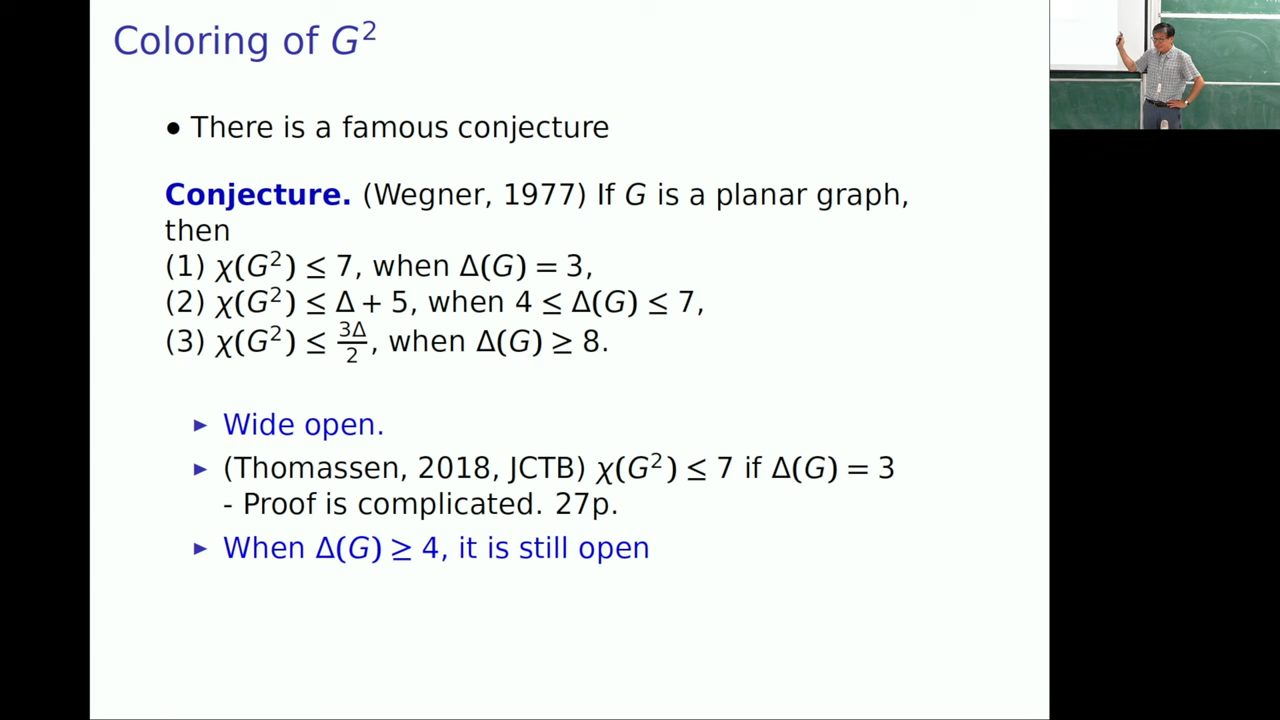 Coloring of G²
• There is a famous conjecture
Conjecture. (Wegner, 1977) If G is a planar graph,
then
(1) χ(G²) ≤ 7, when Δ(G) = 3,
(2) χ(G²) ≤ Δ + 5, when 4 ≤ Δ(G) ≤ 7,
(3) χ(G²) ≤ 3Δ/2, when Δ(G) ≥ 8.
▶ Wide open.
▶ (Thomassen, 2018, JCTB) χ(G²) ≤ 7 if Δ(G) = 3
- Proof is complicated. 27p.
▶ When Δ(G) ≥ 4, it is still open